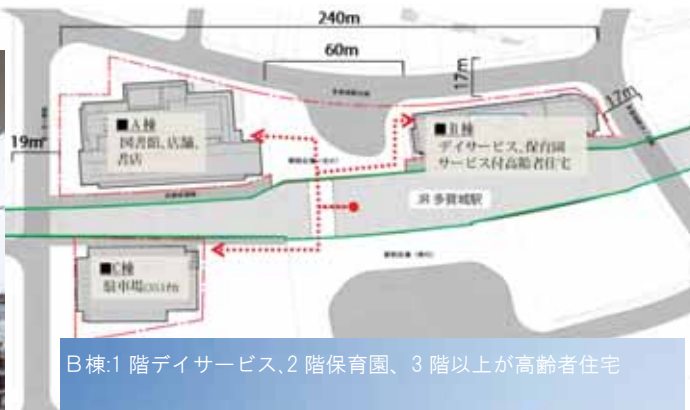 240m
60m
17m
17m
19m
■A棟
図書館、店舗、
書店
■B棟
デイサービス、保育園
サービス付高齢者住宅
JR 多賀城駅
■C棟
駐車場
B棟:1 階デイサービス､2 階保育園、3 階以上が高齢者住宅